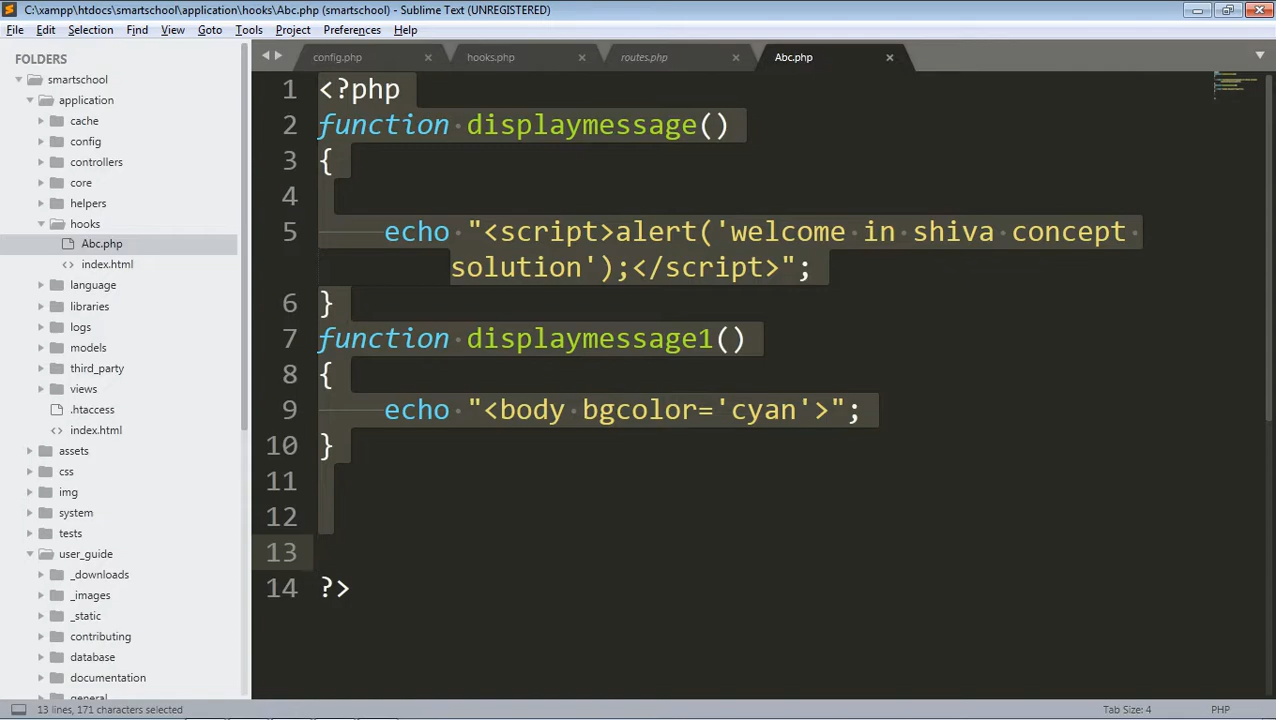 C:\xampp\htdocs\smartschool\application\hooks\Abc.php (smartschool) - Sublime Text (UNREGISTERED)
File Edit Selection Find View Goto Tools Project Preferences Help
FOLDERS
smartschool
application
cache
config
controllers
core
helpers
hooks
Abc.php
index.html
language
libraries
logs
models
third_party
views
.htaccess
index.html
assets
css
img
system
tests
user_guide
_downloads
_images
_static
contributing
database
documentation
general
config.php hooks.php routes.php Abc.php
1 <?php
2 function displaymessage()
3 {
4
5 echo "<script>alert('welcome in shiva concept
solution');</script>";
6 }
7 function displaymessage1()
8 {
9 echo "<body bgcolor='cyan'>";
10 }
11
12
13
14 ?>
13 lines, 171 characters selected Tab Size: 4 PHP